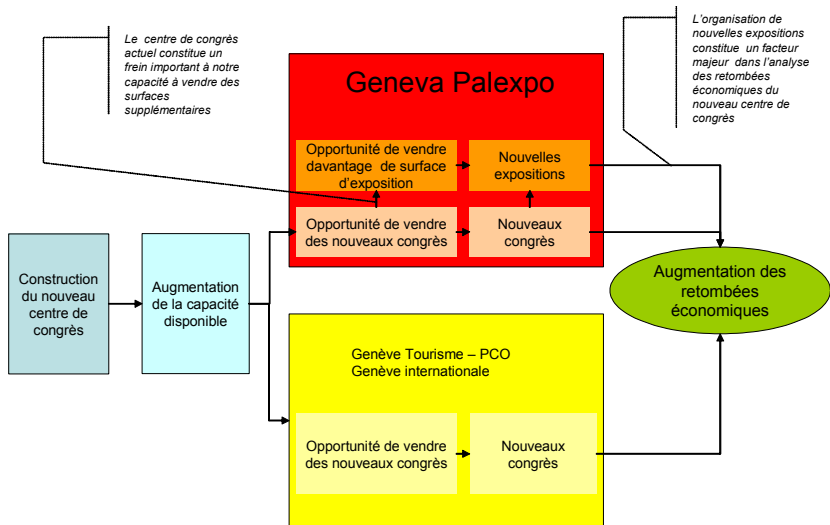 Le centre de congrès
actuel constitue un
frein important à notre
capacité à vendre des
surfaces
supplémentaires
L'organisation de
nouvelles expositions
constitue un facteur
majeur dans l'analyse
des retombées
économiques du
nouveau centre de
congrès
Geneva Palexpo
Opportunité de vendre
davantage de surface
d'exposition
Nouvelles
expositions
Opportunité de vendre
des nouveaux congrès
Nouveaux
congrès
Construction
du nouveau
centre de
congrès
Augmentation
de la capacité
disponible
Augmentation des
retombées
économiques
Genève Tourisme – PCO
Genève internationale
Opportunité de vendre
des nouveaux congrès
Nouveaux
congrès